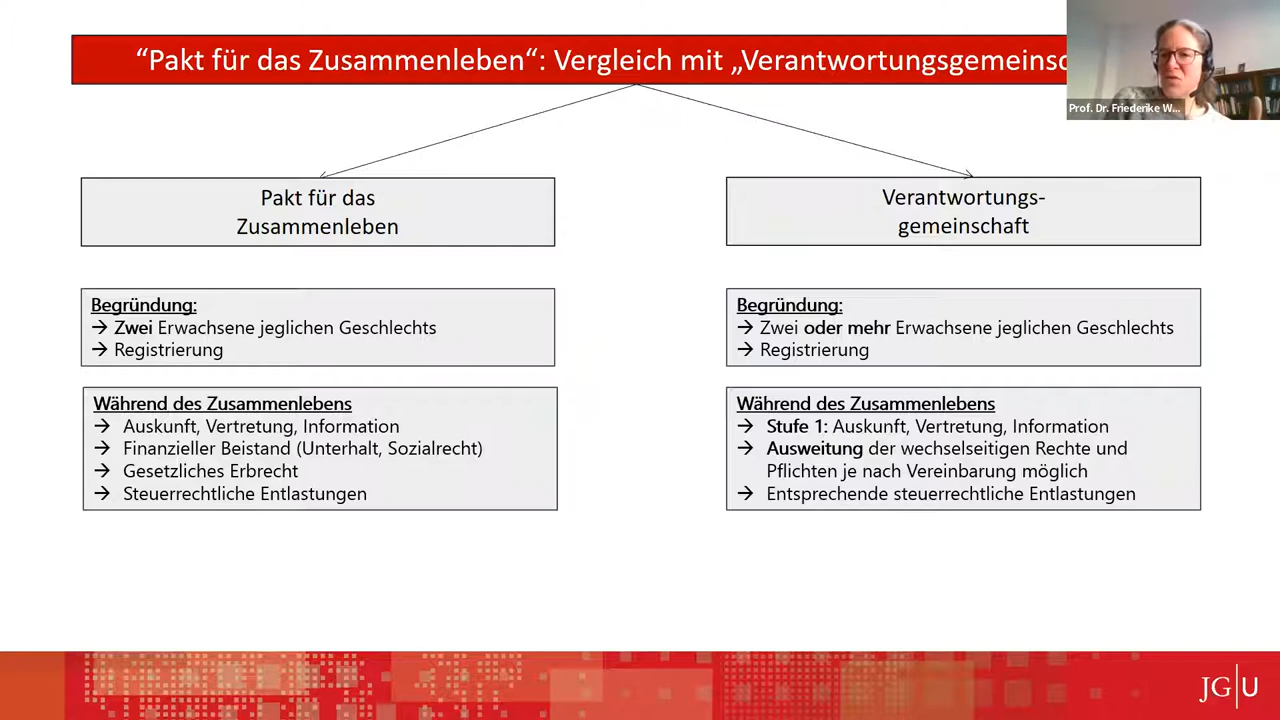 “Pakt für das Zusammenleben“: Vergleich mit „Verantwortungsgemeinsc
Prof. Dr. Friederike W...
Pakt für das
Zusammenleben
Begründung:
→ Zwei Erwachsene jeglichen Geschlechts
→ Registrierung
Während des Zusammenlebens
→ Auskunft, Vertretung, Information
→ Finanzieller Beistand (Unterhalt, Sozialrecht)
→ Gesetzliches Erbrecht
→ Steuerrechtliche Entlastungen
Verantwortungs-
gemeinschaft
Begründung:
→ Zwei oder mehr Erwachsene jeglichen Geschlechts
→ Registrierung
Während des Zusammenlebens
→ Stufe 1: Auskunft, Vertretung, Information
→ Ausweitung der wechselseitigen Rechte und
Pflichten je nach Vereinbarung möglich
→ Entsprechende steuerrechtliche Entlastungen
JG|U